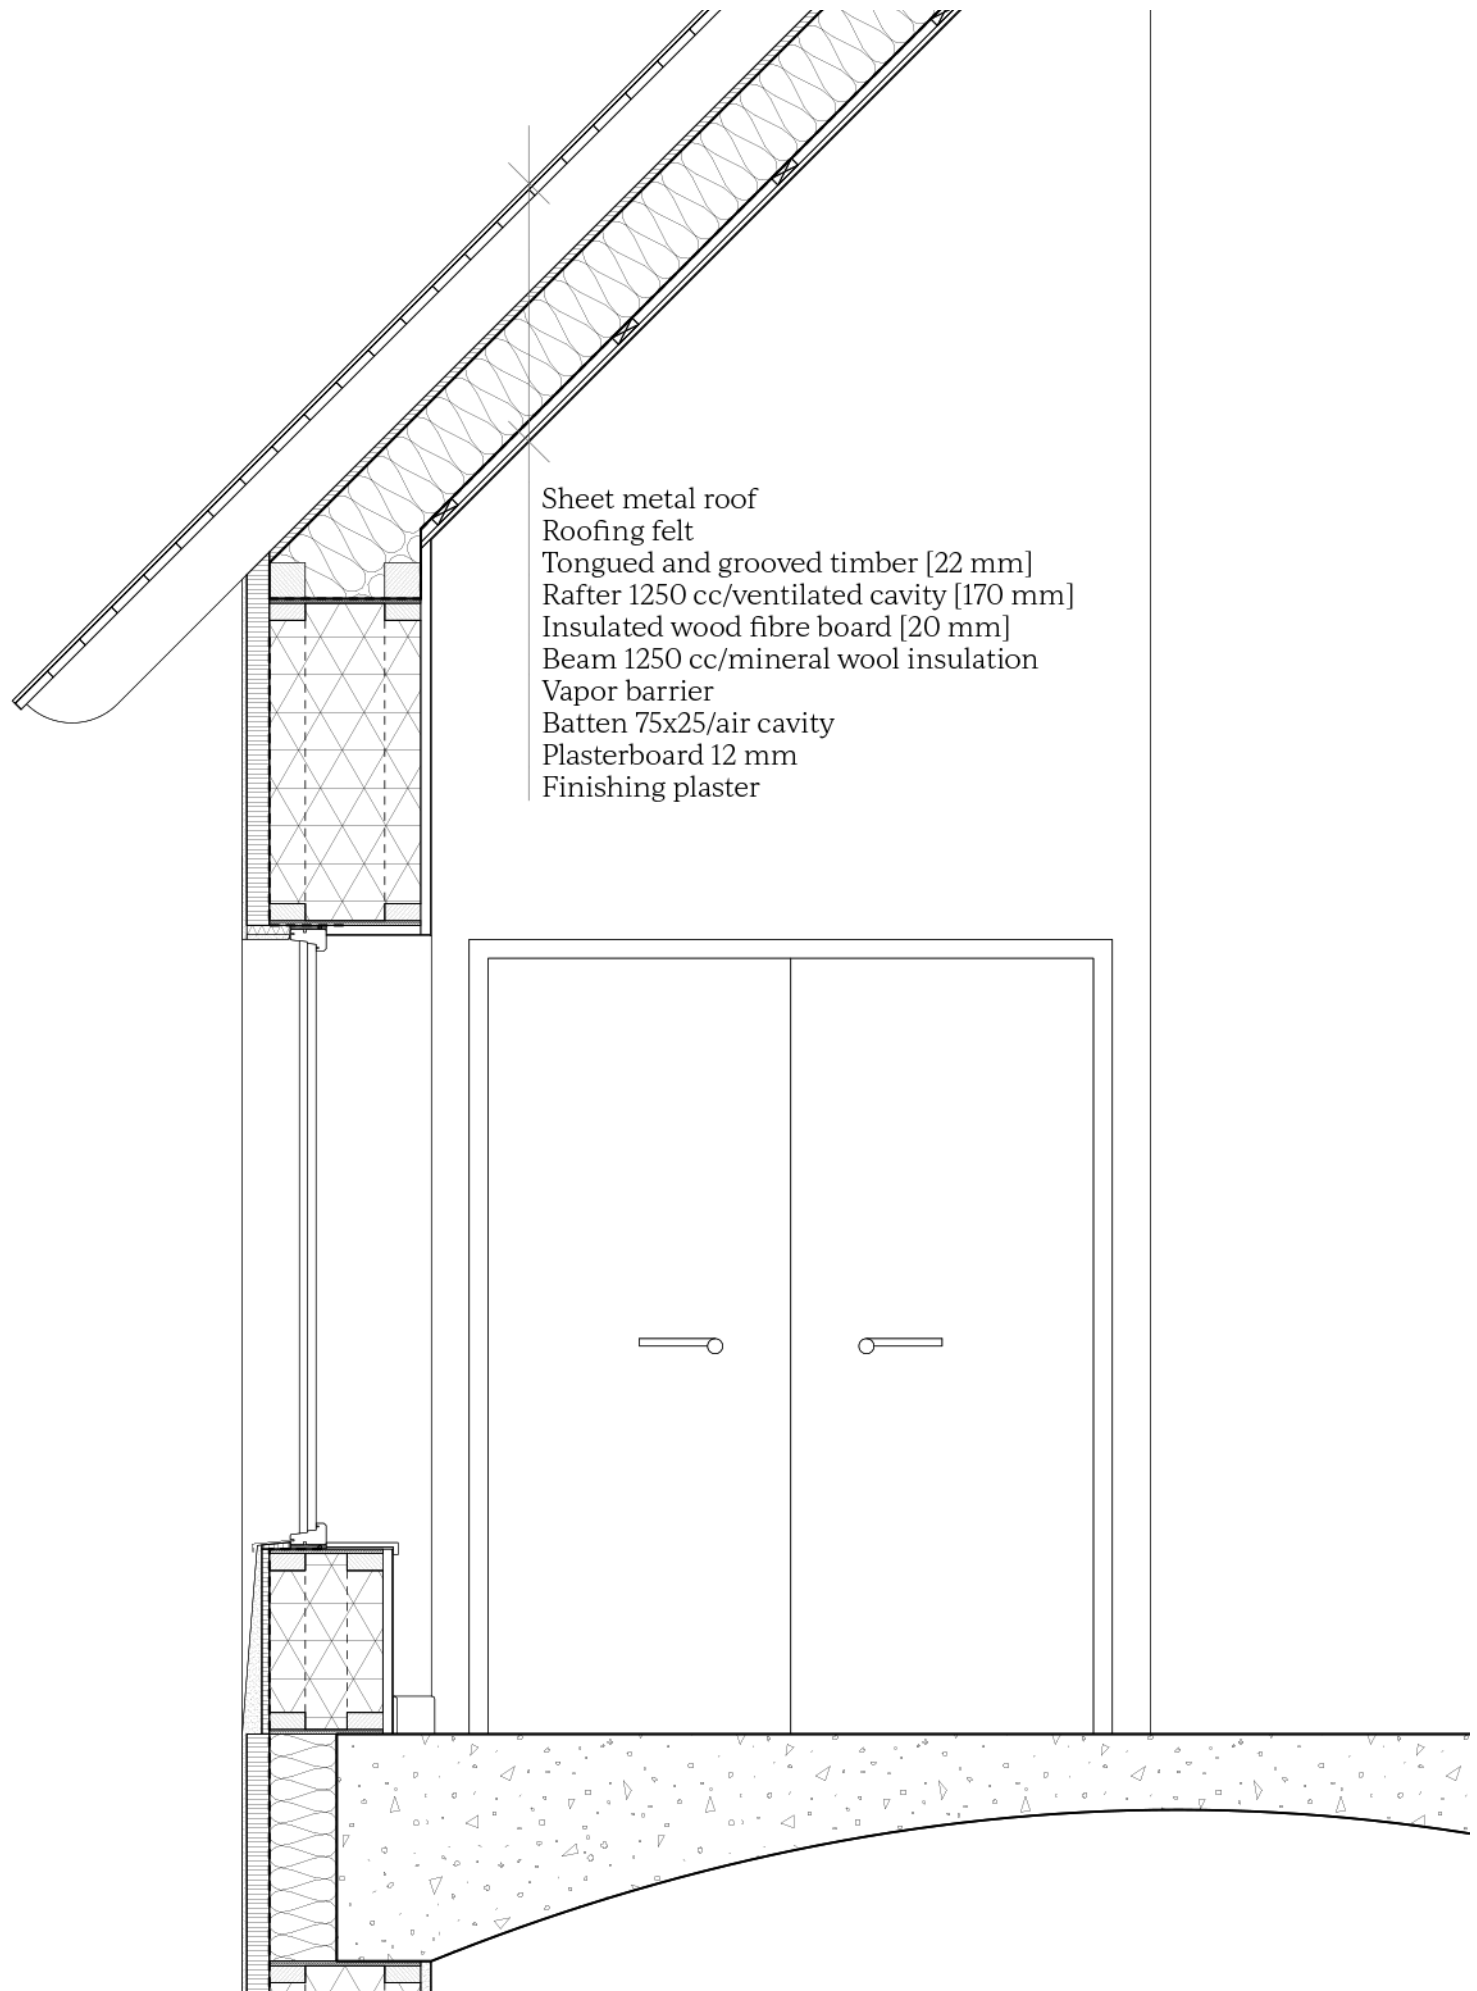 Sheet metal roof
Roofing felt
Tongued and grooved timber [22 mm]
Rafter 1250 cc/ventilated cavity [170 mm]
Insulated wood fibre board [20 mm]
Beam 1250 cc/mineral wool insulation
Vapor barrier
Batten 75x25/air cavity
Plasterboard 12 mm
Finishing plaster